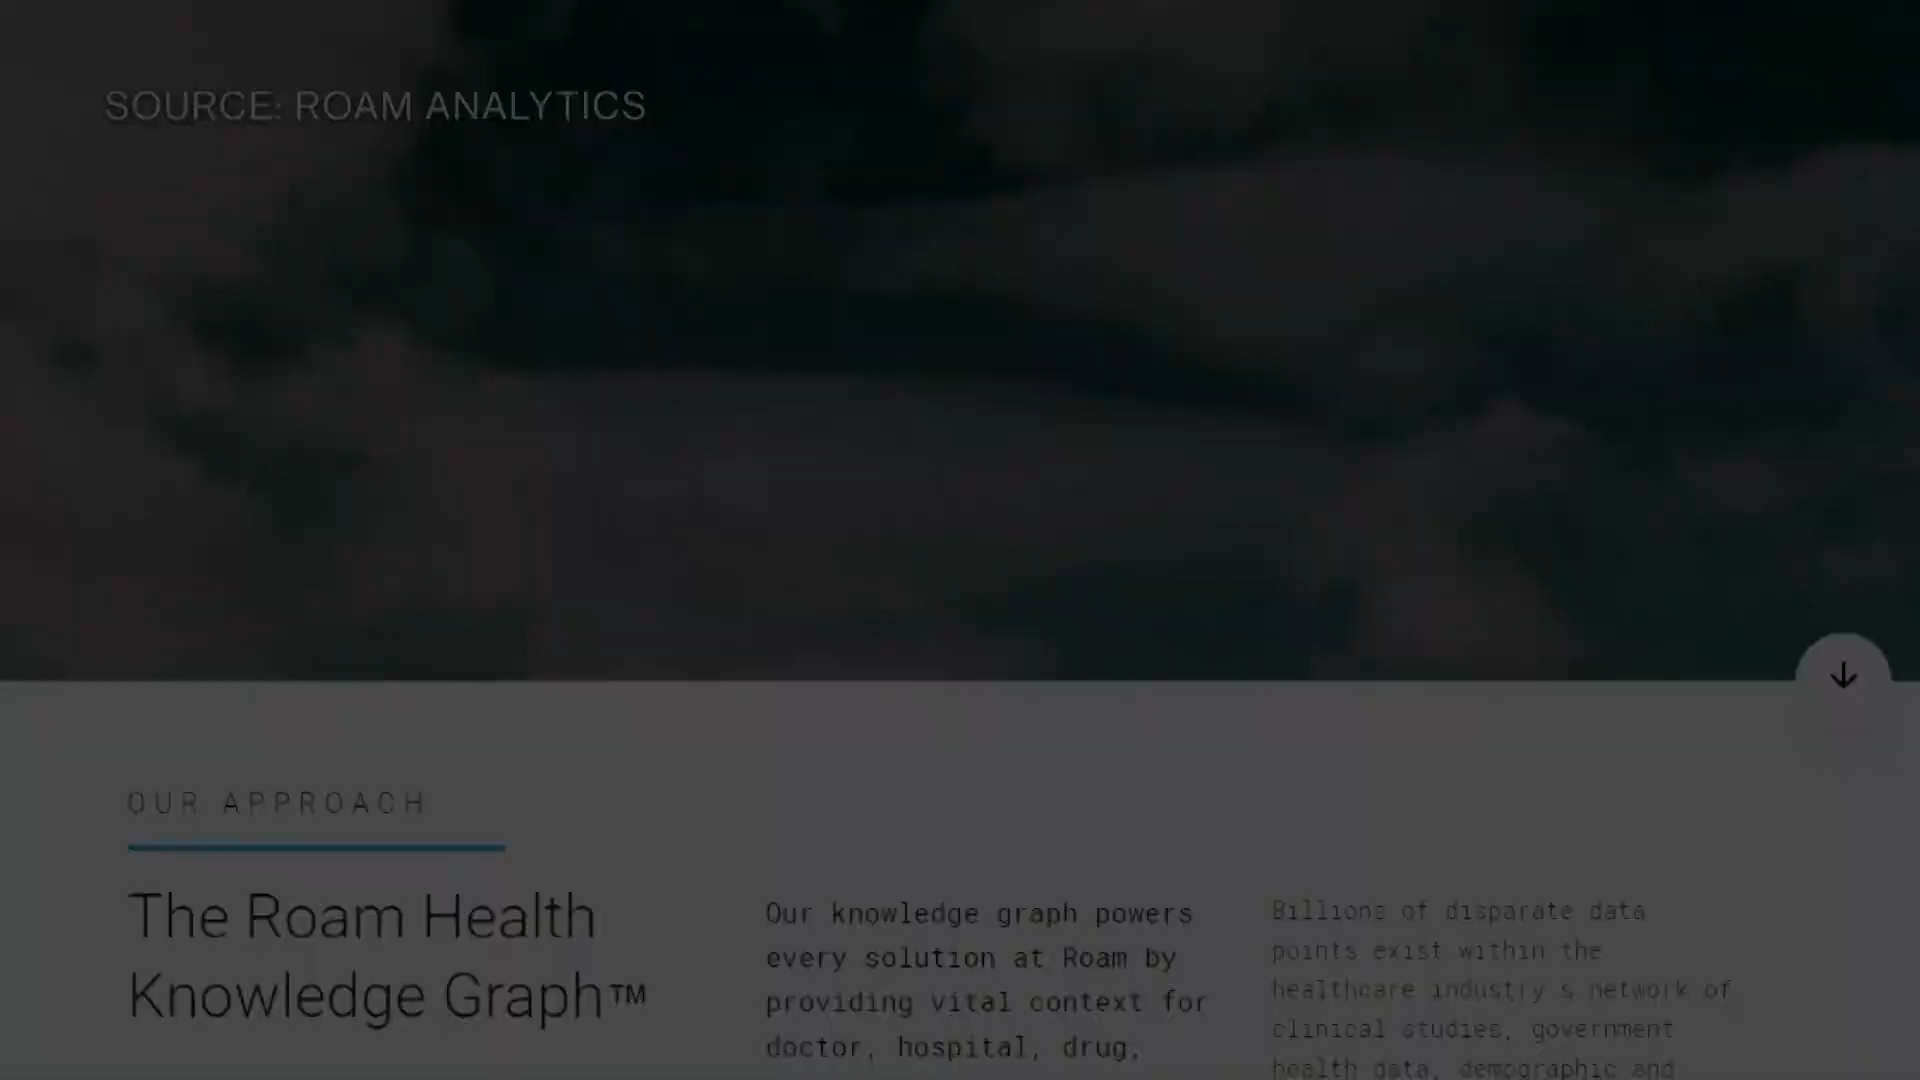 SOURCE: ROAM ANALYTICS
OUR APPROACH
The Roam Health
Knowledge Graph™
Our knowledge graph powers
every solution at Roam by
providing vital context for
doctor, hospital, drug,
Billions of disparate data
points exist within the
healthcare industry s network of
clinical studies, government
health data, demographic and